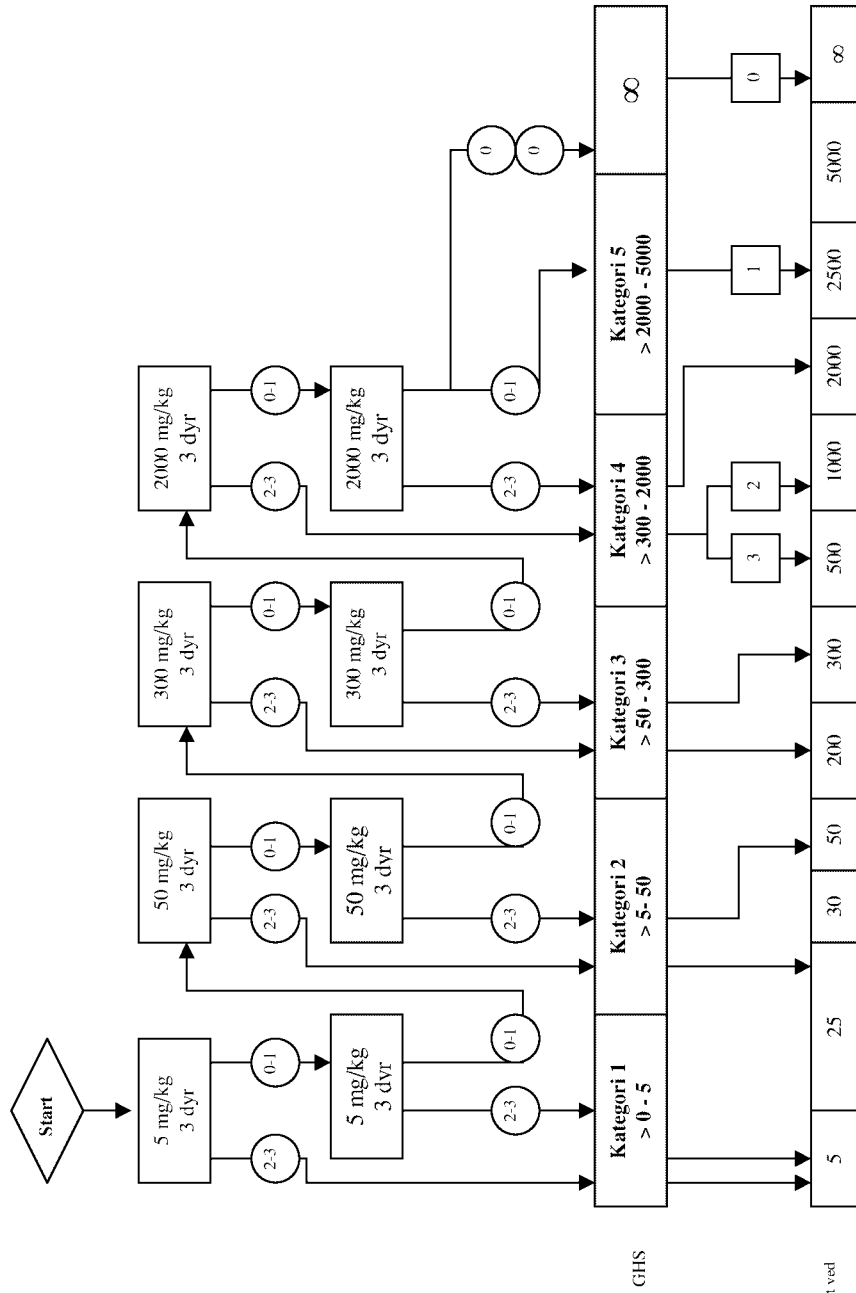 Start
5 mg/kg
3 dyr
50 mg/kg
3 dyr
300 mg/kg
3 dyr
2000 mg/kg
3 dyr
2-3
0-1
2-3
0-1
2-3
0-1
2-3
0-1
5 mg/kg
3 dyr
50 mg/kg
3 dyr
300 mg/kg
3 dyr
2000 mg/kg
3 dyr
2-3
0-1
2-3
0-1
2-3
0-1
2-3
0-1
0
0
GHS
Kategori 1
> 0 - 5
Kategori 2
> 5- 50
Kategori 3
> 50 - 300
Kategori 4
> 300 - 2000
Kategori 5
> 2000 - 5000
∞
3
2
1
0
t ved
5
25
30
50
200
300
500
1000
2000
2500
5000
∞